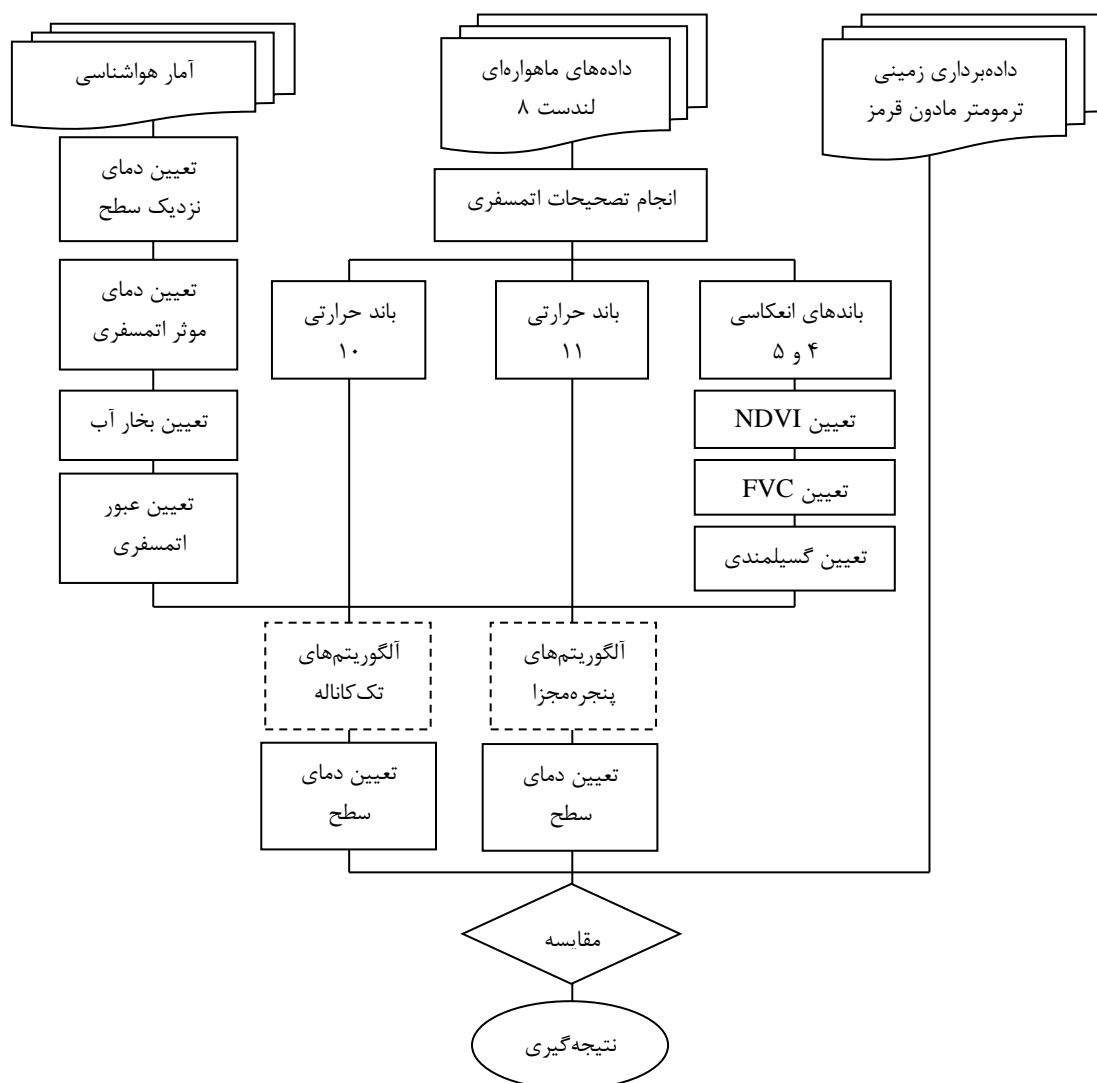 آمار هواشناسی
داده‌های ماهواره‌ای
لندست ۸
داده‌برداری زمینی
ترمومتر مادون قرمز
تعیین دمای
نزدیک سطح
انجام تصحیحات اتمسفری
تعیین دمای
موثر اتمسفری
باند حرارتی
۱۰
باند حرارتی
۱۱
باندهای انعکاسی
۴ و ۵
تعیین بخار آب
تعیین NDVI
تعیین عبور
اتمسفری
تعیین FVC
تعیین گسیلمندی
آلگوریتم‌های
تک‌کاناله
آلگوریتم‌های
پنجره‌مجزا
تعیین دمای
سطح
تعیین دمای
سطح
مقایسه
نتیجه‌گیری